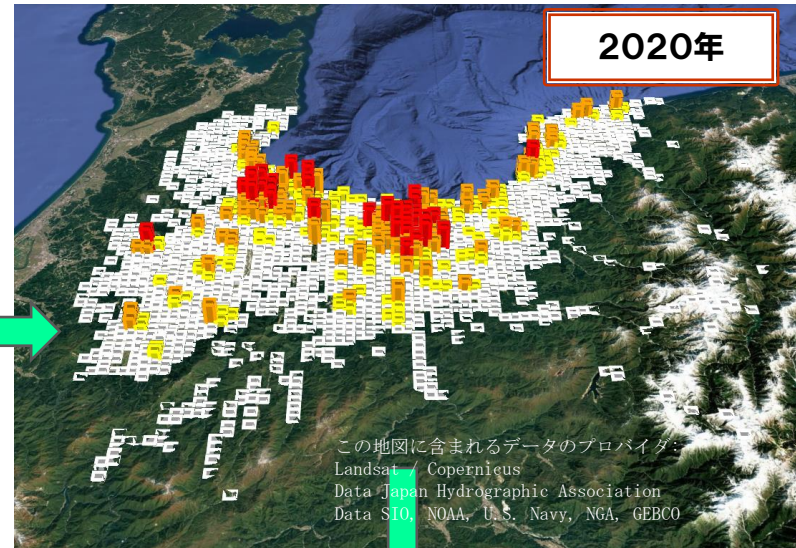 2020年
この地図に含まれるデータのプロバイダ:
Landsat / Copernicus
Data Japan Hydrographic Association
Data SIO, NOAA, U.S. Navy, NGA, GEBCO